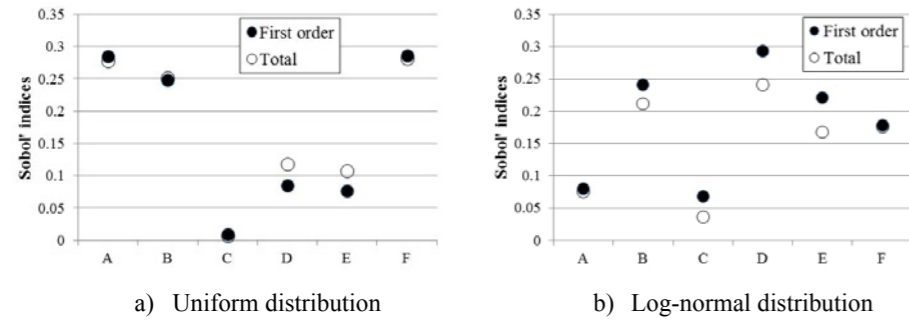 Sobol' indices
0.35
0.3
0.25
0.2
0.15
0.1
0.05
0
First order
Total
A B C D E F
a) Uniform distribution
Sobol' indices
0.35
0.3
0.25
0.2
0.15
0.1
0.05
0
First order
Total
A B C D E F
b) Log-normal distribution